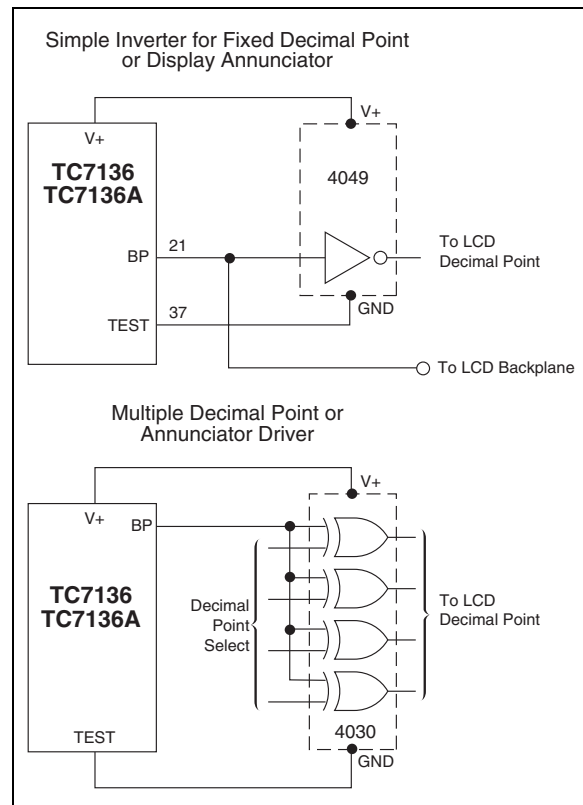 Simple Inverter for Fixed Decimal Point
or Display Annunciator
V+
V+
TC7136
TC7136A
4049
BP
21
To LCD
Decimal Point
TEST
37
GND
To LCD Backplane
Multiple Decimal Point or
Annunciator Driver
V+
V+
BP
TC7136
TC7136A
Decimal
Point
Select
To LCD
Decimal Point
4030
TEST
GND